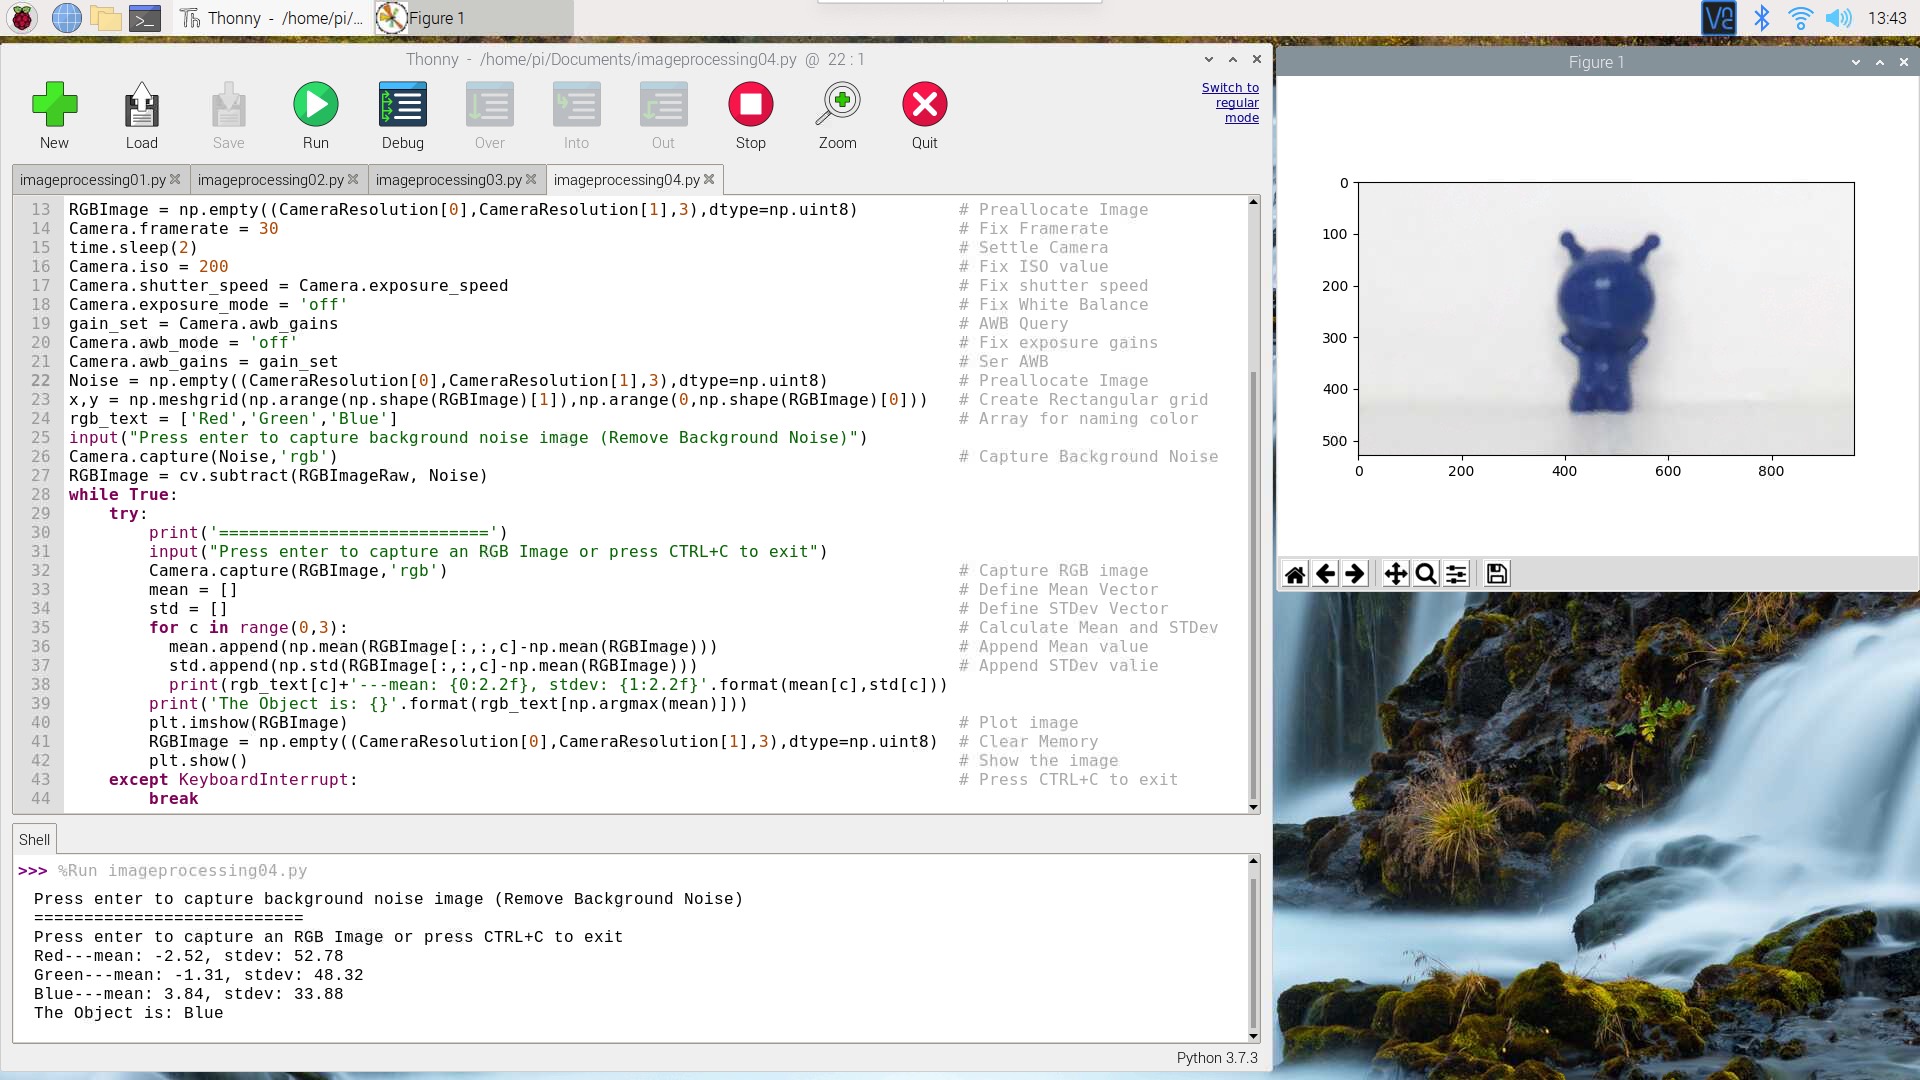 Thonny - /home/pi/...
Figure 1
13:43
Thonny - /home/pi/Documents/imageprocessing04.py @ 22 : 1
New
Load
Save
Run
Debug
Over
Into
Out
Stop
Zoom
Quit
Switch to
regular
mode
imageprocessing01.py
imageprocessing02.py
imageprocessing03.py
imageprocessing04.py
13 RGBImage = np.empty((CameraResolution[0],CameraResolution[1],3),dtype=np.uint8) # Preallocate Image
14 Camera.framerate = 30 # Fix Framerate
15 time.sleep(2) # Settle Camera
16 Camera.iso = 200 # Fix ISO value
17 Camera.shutter_speed = Camera.exposure_speed # Fix shutter speed
18 Camera.exposure_mode = 'off' # Fix White Balance
19 gain_set = Camera.awb_gains # AWB Query
20 Camera.awb_mode = 'off' # Fix exposure gains
21 Camera.awb_gains = gain_set # Ser AWB
22 Noise = np.empty((CameraResolution[0],CameraResolution[1],3),dtype=np.uint8) # Preallocate Image
23 x,y = np.meshgrid(np.arange(np.shape(RGBImage)[1]),np.arange(0,np.shape(RGBImage)[0])) # Create Rectangular grid
24 rgb_text = ['Red','Green','Blue'] # Array for naming color
25 input("Press enter to capture background noise image (Remove Background Noise)")
26 Camera.capture(Noise,'rgb') # Capture Background Noise
27 RGBImage = cv.subtract(RGBImageRaw, Noise)
28 while True:
29 try:
30 print('===========================')
31 input("Press enter to capture an RGB Image or press CTRL+C to exit")
32 Camera.capture(RGBImage,'rgb') # Capture RGB image
33 mean = [] # Define Mean Vector
34 std = [] # Define STDev Vector
35 for c in range(0,3): # Calculate Mean and STDev
36 mean.append(np.mean(RGBImage[:,:,c]-np.mean(RGBImage))) # Append Mean value
37 std.append(np.std(RGBImage[:,:,c]-np.mean(RGBImage))) # Append STDev valie
38 print(rgb_text[c]+'---mean: {0:2.2f}, stdev: {1:2.2f}'.format(mean[c],std[c]))
39 print('The Object is: {}'.format(rgb_text[np.argmax(mean)]))
40 plt.imshow(RGBImage) # Plot image
41 RGBImage = np.empty((CameraResolution[0],CameraResolution[1],3),dtype=np.uint8) # Clear Memory
42 plt.show() # Show the image
43 except KeyboardInterrupt: # Press CTRL+C to exit
44 break
Shell
>>> %Run imageprocessing04.py
Press enter to capture background noise image (Remove Background Noise)
===========================
Press enter to capture an RGB Image or press CTRL+C to exit
Red---mean: -2.52, stdev: 52.78
Green---mean: -1.31, stdev: 48.32
Blue---mean: 3.84, stdev: 33.88
The Object is: Blue
Python 3.7.3
Figure 1
0
100
200
300
400
500
0 200 400 600 800